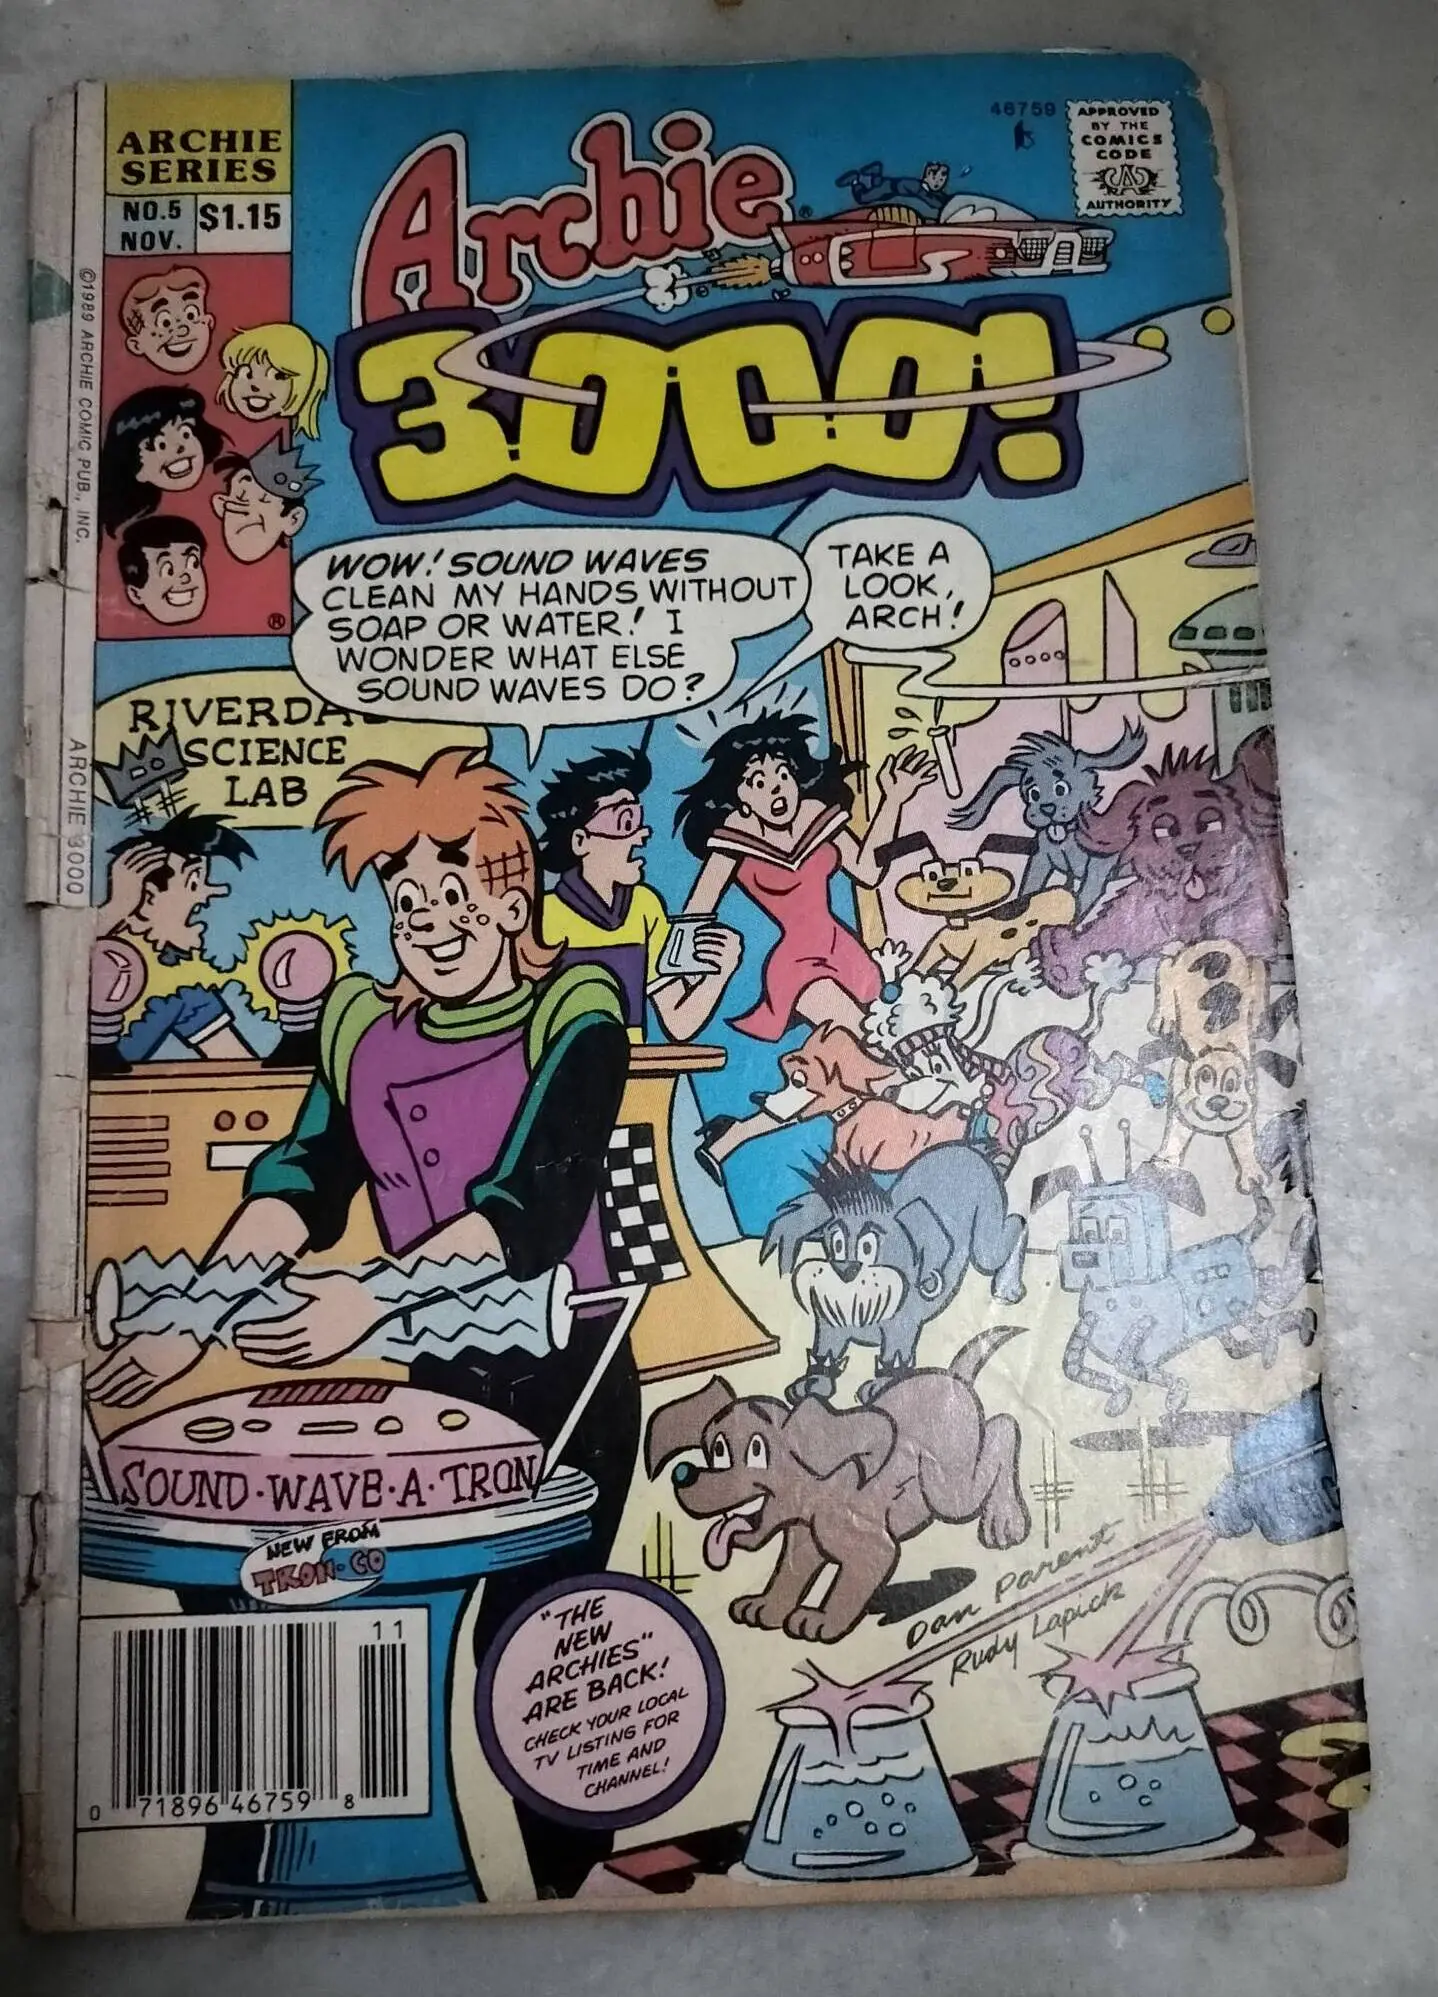 ARCHIE
SERIES
NO.5
NOV.
$1.15
©1989 ARCHIE COMIC PUB., INC.
ARCHIE 3000
Archie®
3000!
46759
APPROVED
BY THE
COMICS
CODE
CA
AUTHORITY
®
WOW! SOUND WAVES
CLEAN MY HANDS WITHOUT
SOAP OR WATER! I
WONDER WHAT ELSE
SOUND WAVES DO?
TAKE A
LOOK,
ARCH!
RIVERDA
SCIENCE
LAB
SOUND·WAVE·A·TRON
NEW FROM
TRON·CO
11
0 71896 46759 8
"THE
NEW
ARCHIES"
ARE BACK!
CHECK YOUR LOCAL
TV LISTING FOR
TIME AND
CHANNEL!
Dan Parent
Rudy Lapick